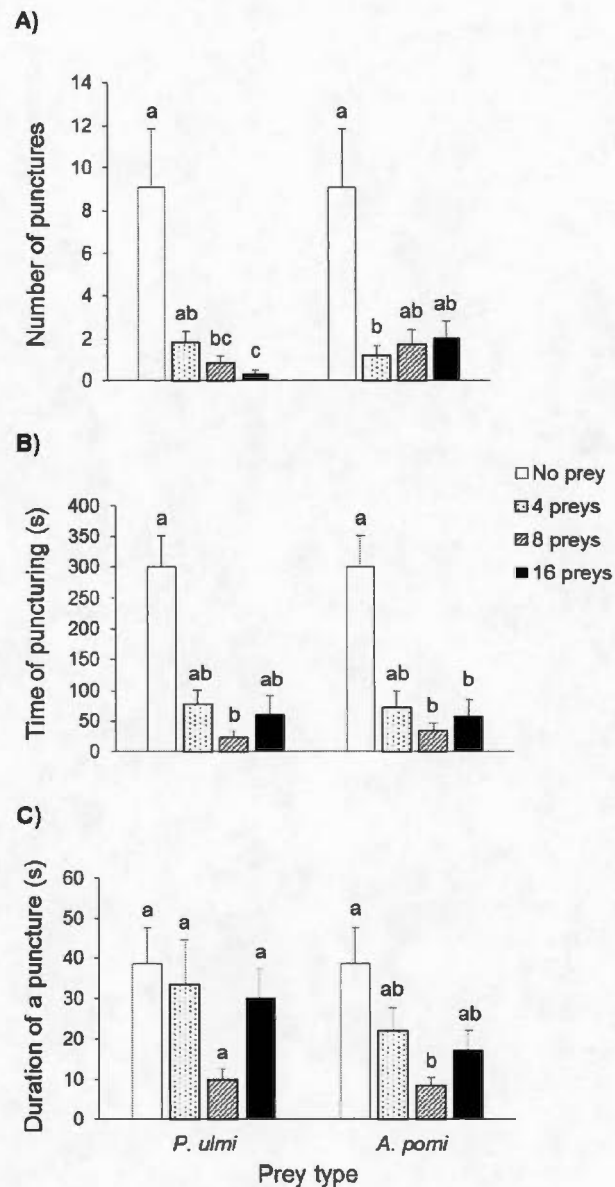 A)
Number of punctures
14
12
10
8
6
4
2
0
a
ab
bc
c
a
b
ab
ab
B)
Time of puncturing (s)
400
350
300
250
200
150
100
50
0
a
ab
b
ab
a
ab
b
b
No prey
4 preys
8 preys
16 preys
C)
Duration of a puncture (s)
60
50
40
30
20
10
0
a
a
a
a
a
ab
b
ab
P. ulmi
A. pomi
Prey type